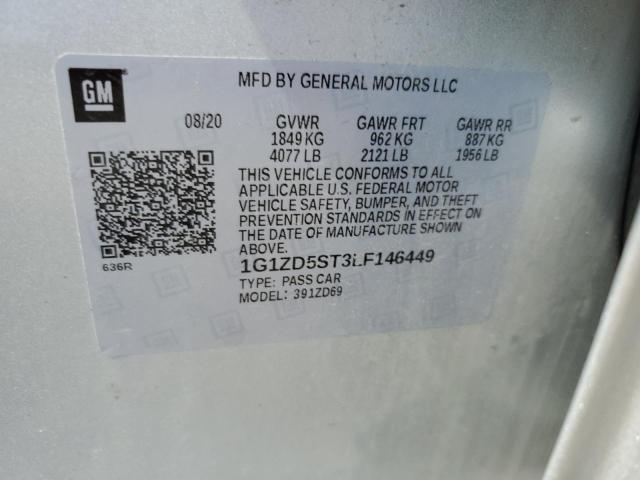 GM
MFD BY GENERAL MOTORS LLC
08/20 GVWR GAWR FRT GAWR RR
1849 KG 962 KG 887 KG
4077 LB 2121 LB 1956 LB
THIS VEHICLE CONFORMS TO ALL
APPLICABLE U.S. FEDERAL MOTOR
VEHICLE SAFETY, BUMPER, AND THEFT
PREVENTION STANDARDS IN EFFECT ON
THE DATE OF MANUFACTURE SHOWN
ABOVE.
636R
1G1ZD5ST3LF146449
TYPE: PASS CAR
MODEL: 391ZD69